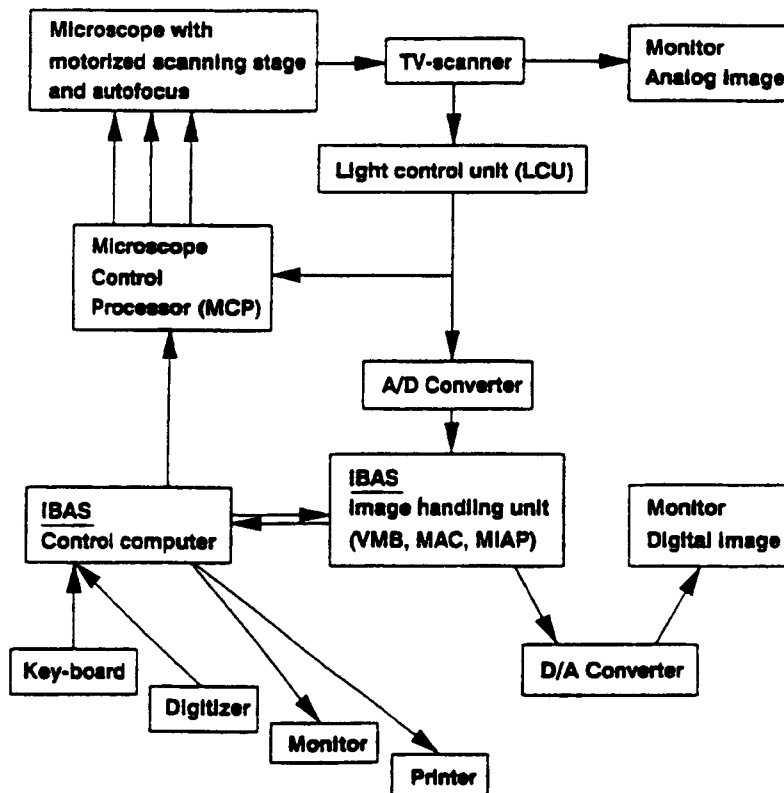 Microscope with
motorized scanning stage
and autofocus
TV-scanner
Monitor
Analog image
Light control unit (LCU)
Microscope
Control
Processor (MCP)
A/D Converter
IBAS
Control computer
IBAS
Image handling unit
(VMB, MAC, MIAP)
Monitor
Digital image
Key-board
Digitizer
Monitor
Printer
D/A Converter